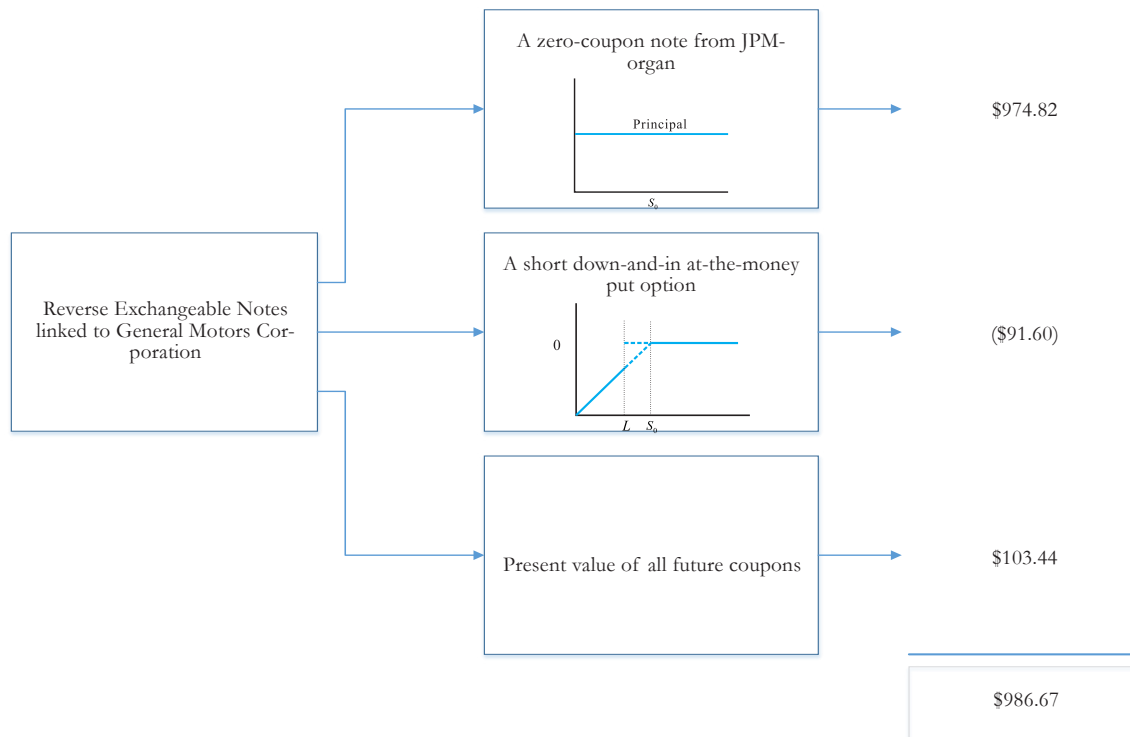 A zero-coupon note from JPM-
organ
Principal
S₀
$974.82
Reverse Exchangeable Notes
linked to General Motors Cor-
poration
A short down-and-in at-the-money
put option
0
L S₀
($91.60)
Present value of all future coupons
$103.44
$986.67